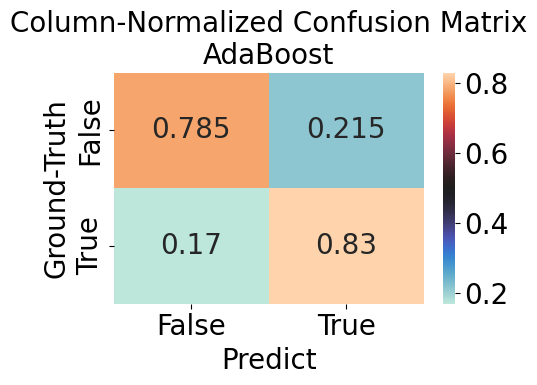 Column-Normalized Confusion Matrix
AdaBoost
Ground-Truth
False
True
0.785
0.215
0.17
0.83
False
True
Predict
0.8
0.6
0.4
0.2